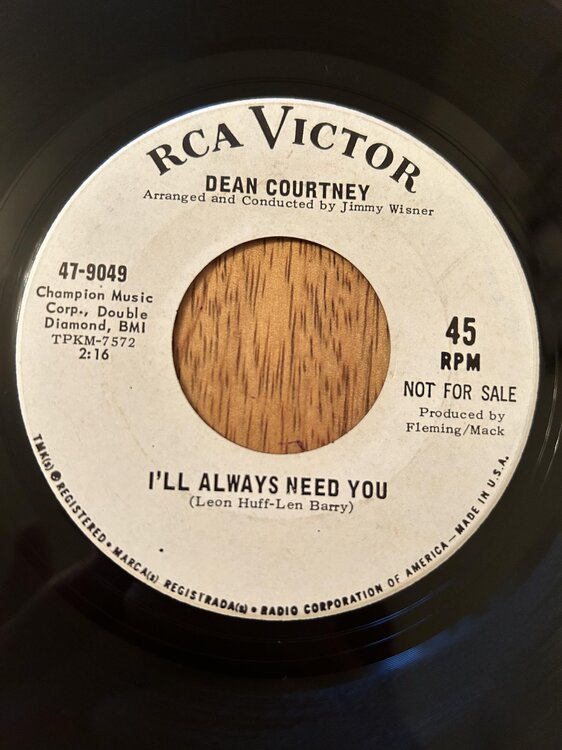 RCA VICTOR
DEAN COURTNEY
Arranged and Conducted by Jimmy Wisner
47-9049
Champion Music
Corp., Double
Diamond, BMI
TPKM-7572
2:16
45
RPM
NOT FOR SALE
Produced by
Fleming/Mack
I'LL ALWAYS NEED YOU
(Leon Huff-Len Barry)
TMK(s) ® REGISTERED • MARCA(s) REGISTRADA(s) • RADIO CORPORATION OF AMERICA—MADE IN U.S.A.